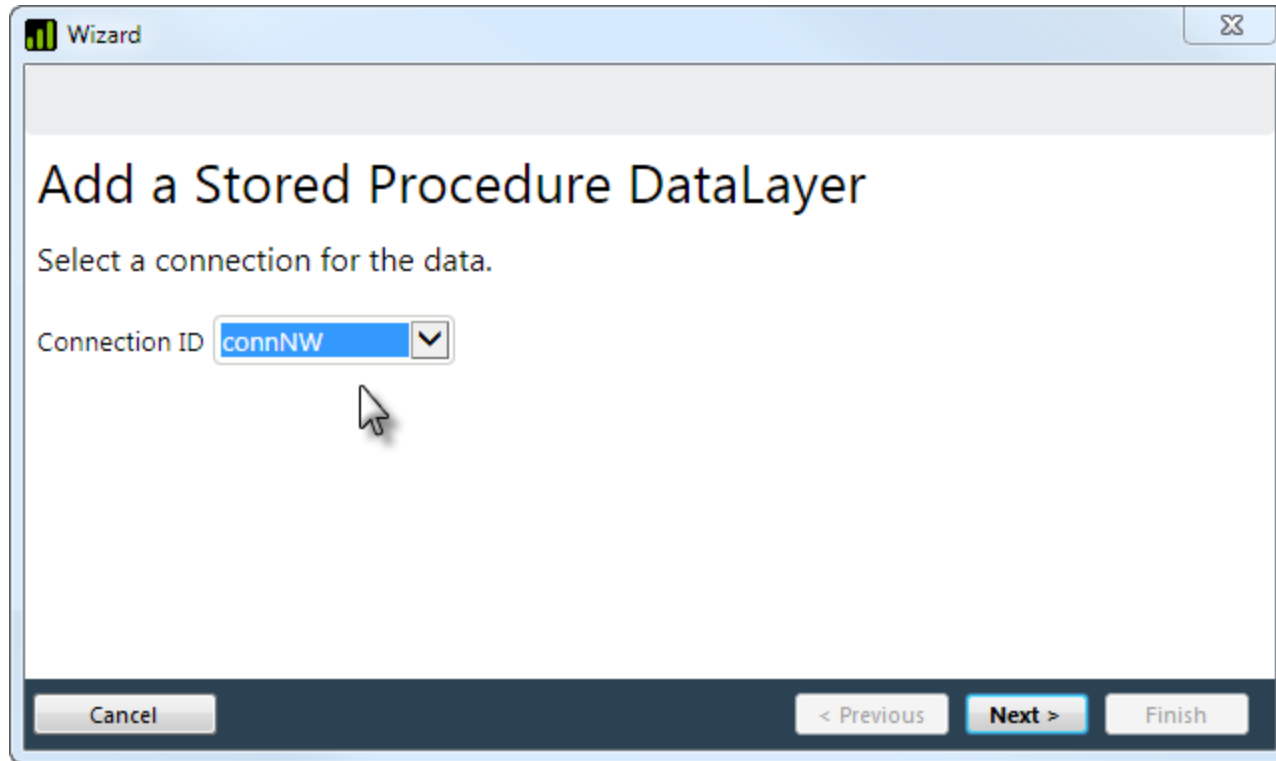 Wizard
Add a Stored Procedure DataLayer
Select a connection for the data.
Connection ID connNW
Cancel < Previous Next > Finish